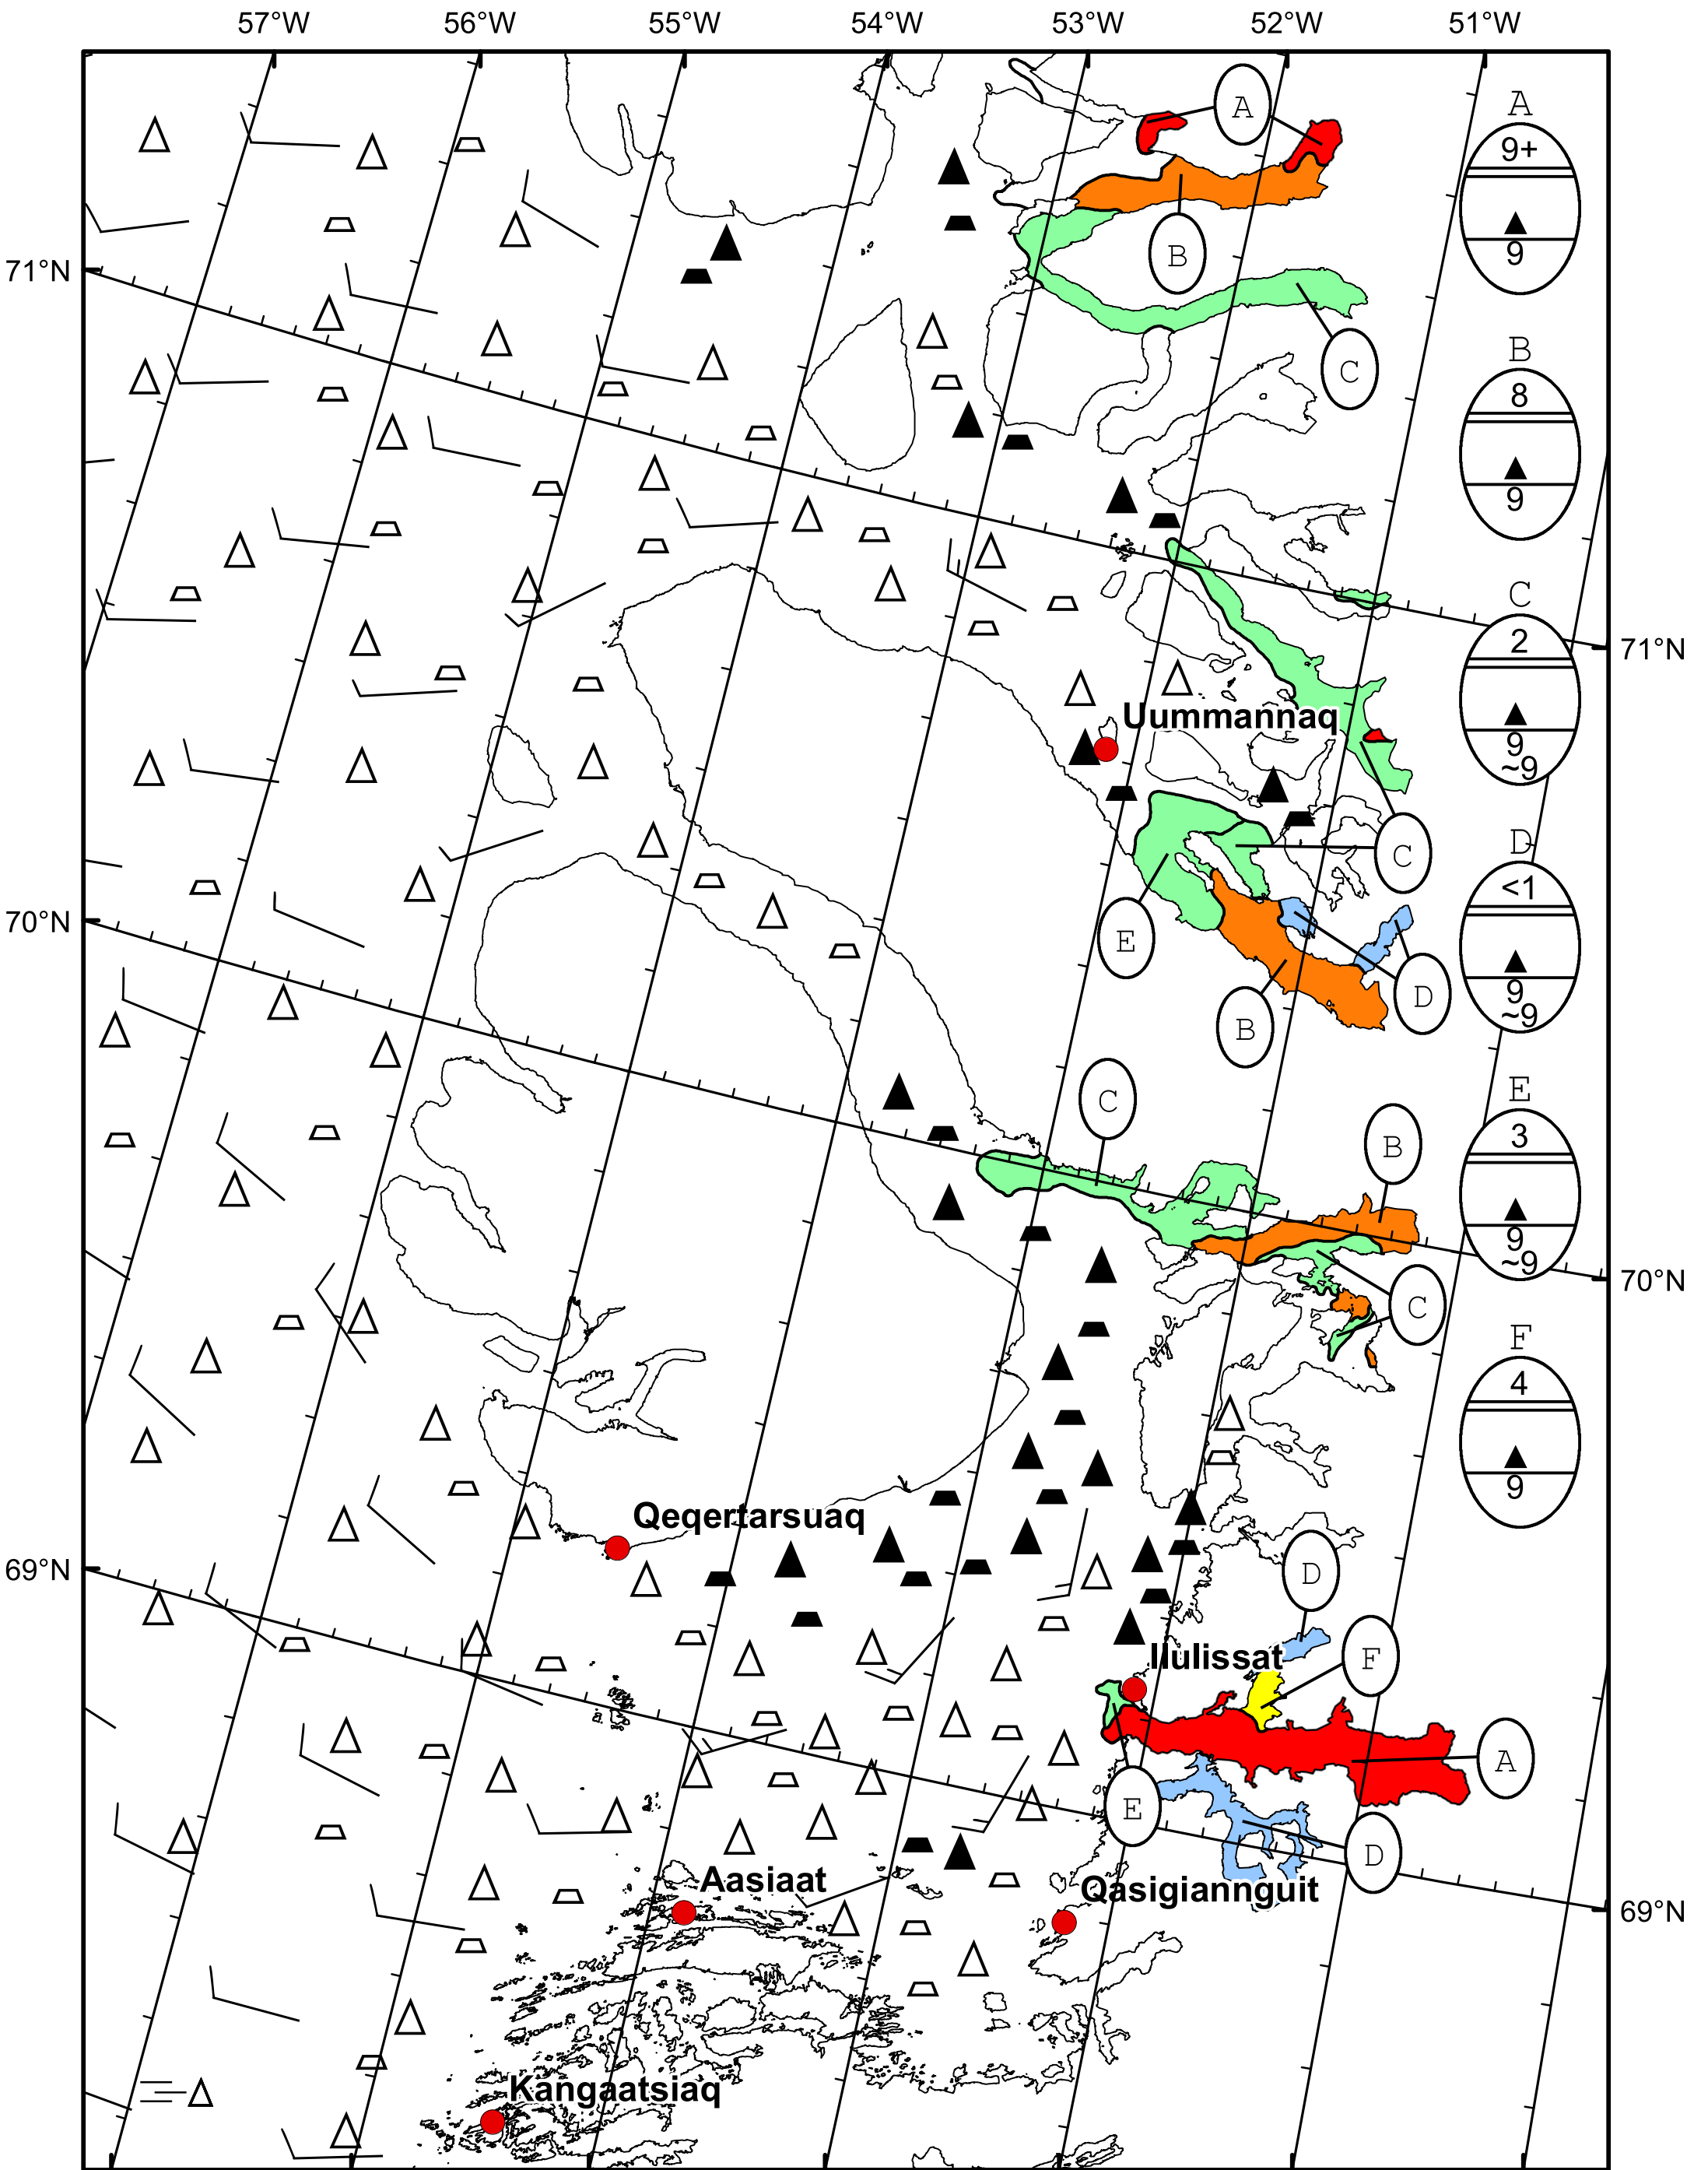 57°W 56°W 55°W 54°W 53°W 52°W 51°W
A
A
9+
9
71°N
B
B
8
9
C
C
2
9
~9
71°N
Uummannaq
C
D
<1
9
~9
70°N
E
D
B
C
B
E
3
9
~9
70°N
C
F
4
9
Qeqertarsuaq
69°N
D
F
Ilulissat
A
E
D
Aasiaat
Qasigiannguit
69°N
Kangaatsiaq